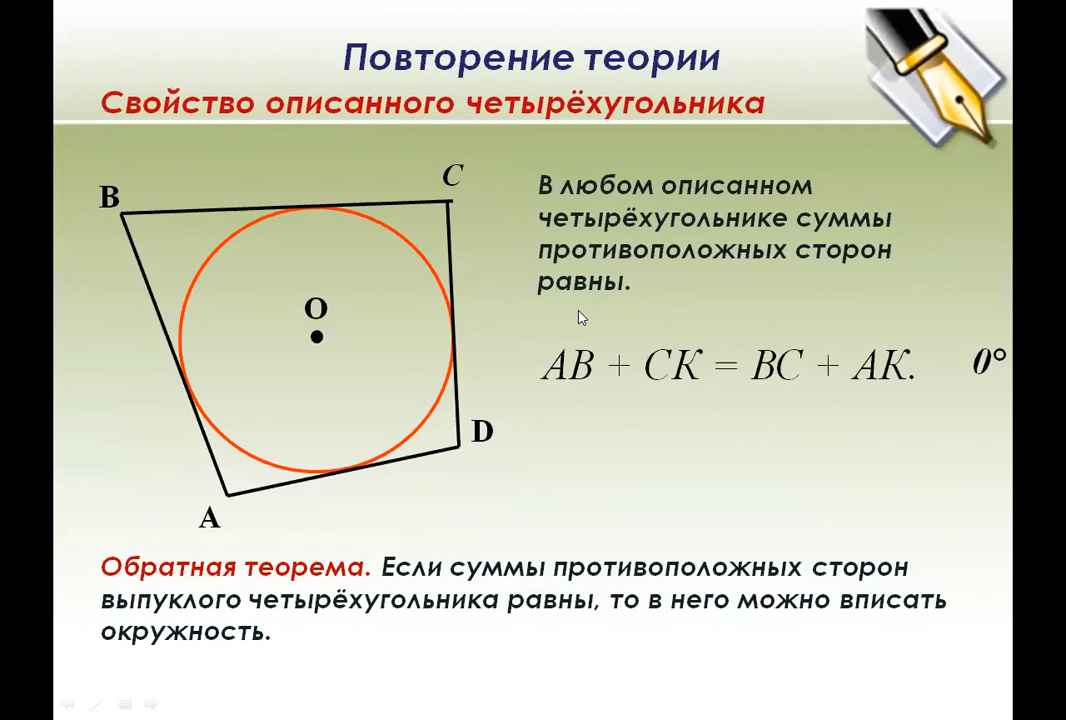 Повторение теории
Свойство описанного четырёхугольника
B
C
O
D
A
В любом описанном
четырёхугольнике суммы
противоположных сторон
равны.
AB + CK = BC + AK.
0°
Обратная теорема. Если суммы противоположных сторон
выпуклого четырёхугольника равны, то в него можно вписать
окружность.